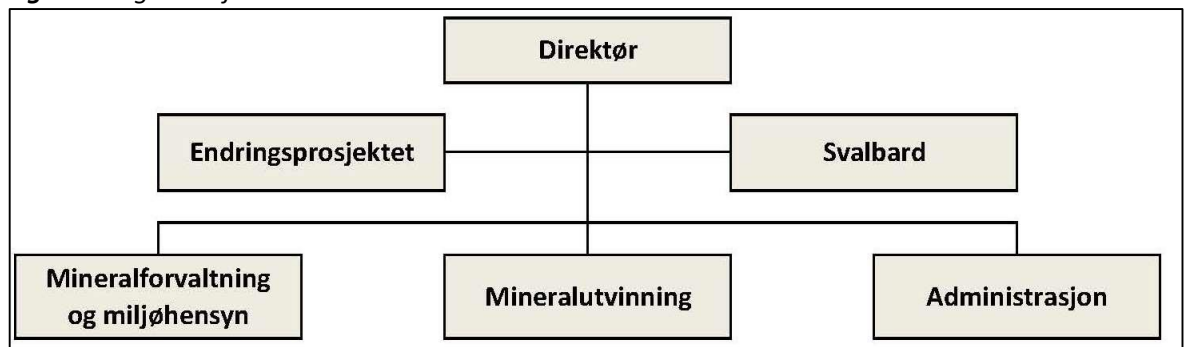 Direktør
Endringsprosjektet
Svalbard
Mineralforvaltning
og miljøhensyn
Mineralutvinning
Administrasjon